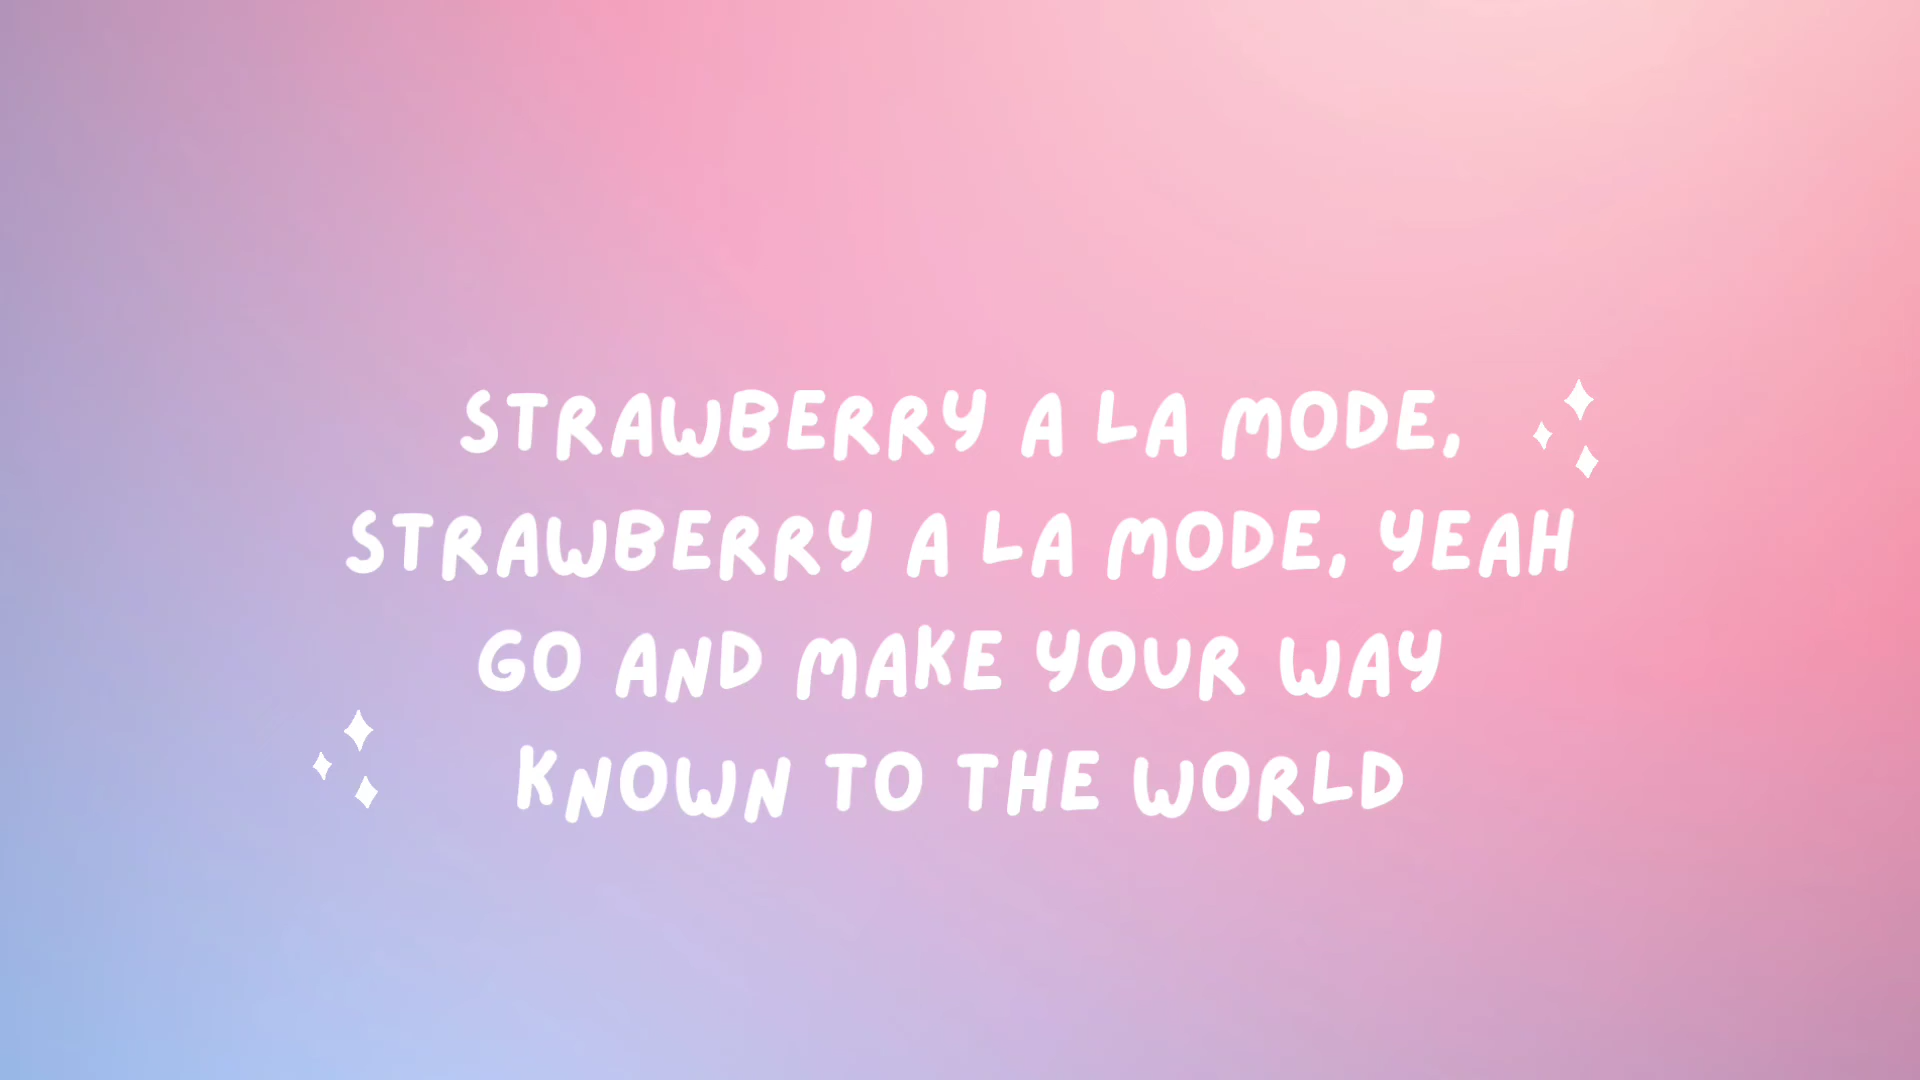 STRAWBERRY A LA MODE,
STRAWBERRY A LA MODE, YEAH
GO AND MAKE YOUR WAY
KNOWN TO THE WORLD